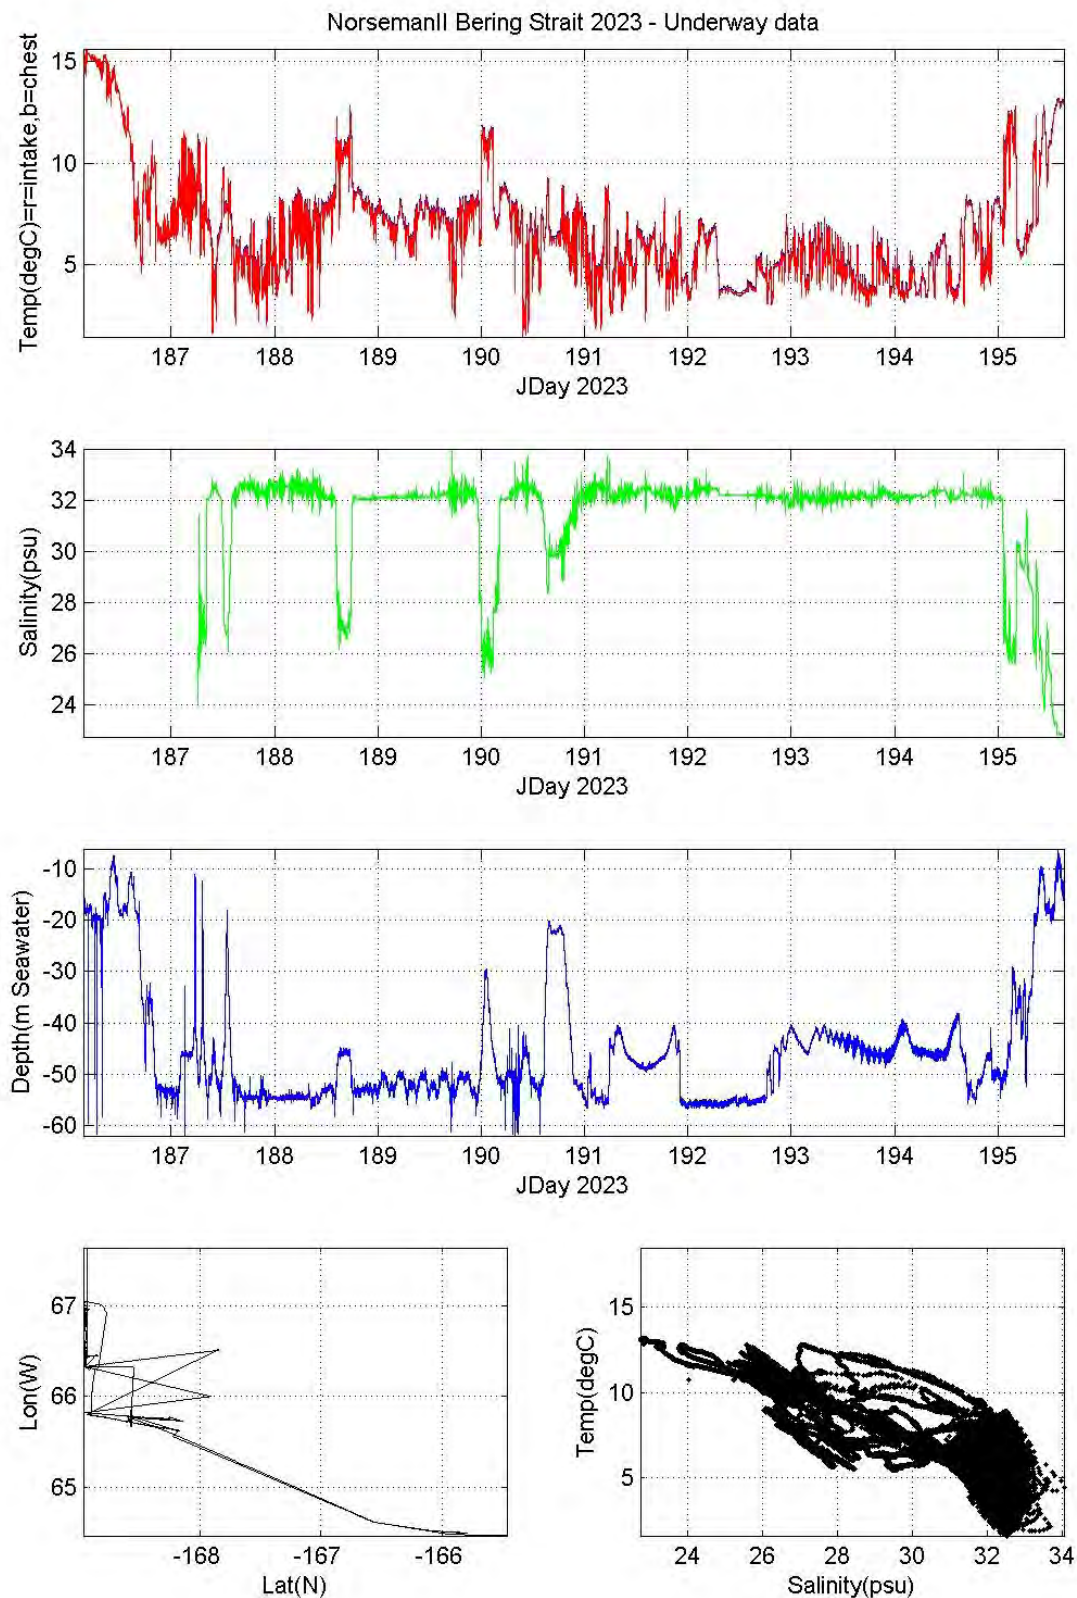 NorsemanII Bering Strait 2023 - Underway data
Temp(degC)=r=intake,b=chest
15
10
5
187 188 189 190 191 192 193 194 195
JDay 2023
Salinity(psu)
34
32
30
28
26
24
187 188 189 190 191 192 193 194 195
JDay 2023
Depth(m Seawater)
-10
-20
-30
-40
-50
-60
187 188 189 190 191 192 193 194 195
JDay 2023
Lon(W)
67
66
65
-168 -167 -166
Lat(N)
Temp(degC)
15
10
5
24 26 28 30 32 34
Salinity(psu)